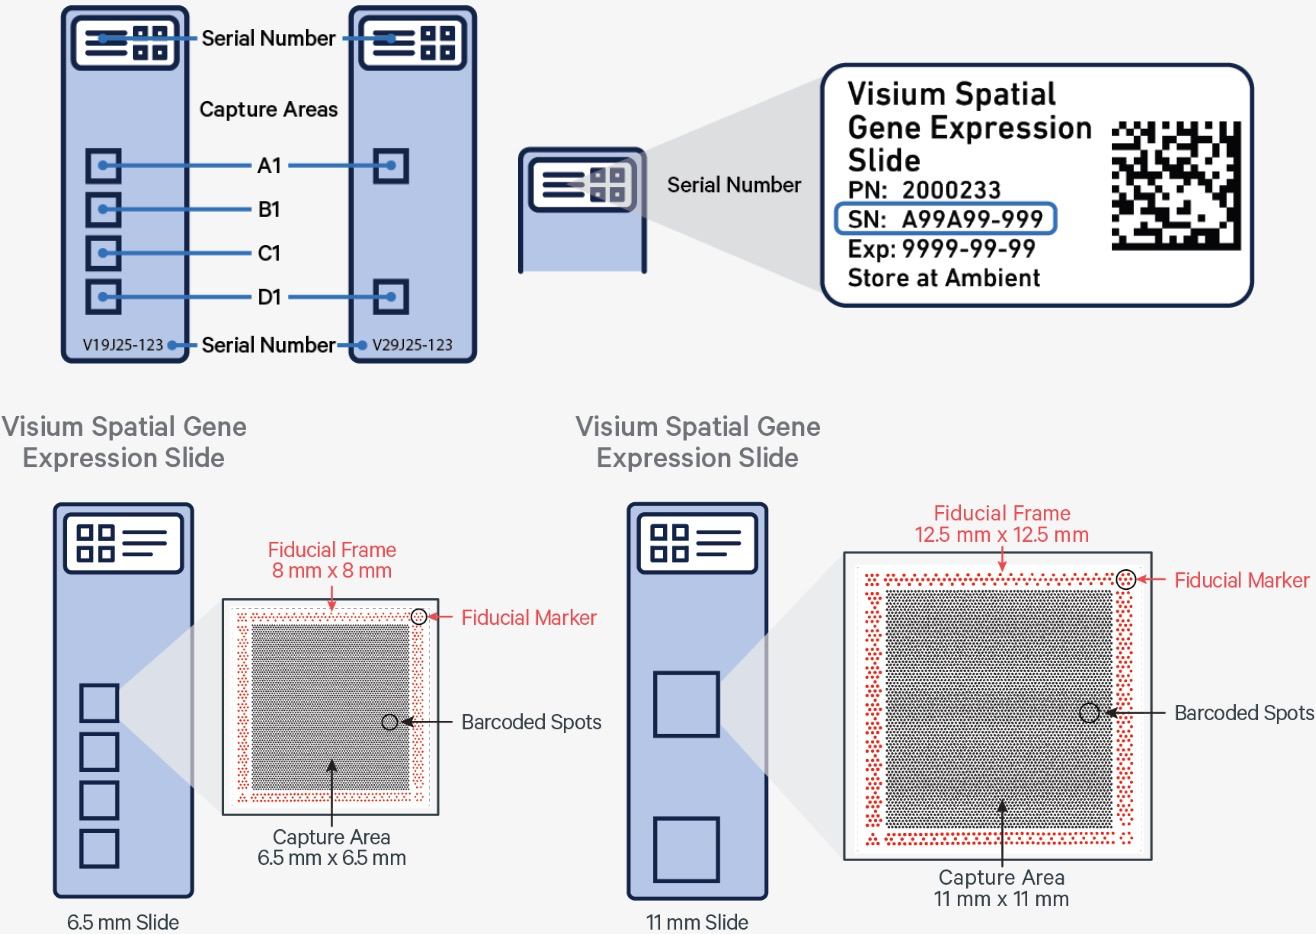 Serial Number
Capture Areas
A1
B1
C1
D1
V19J25-123
Serial Number
V29J25-123
Serial Number
Visium Spatial
Gene Expression
Slide
PN: 2000233
SN: A99A99-999
Exp: 9999-99-99
Store at Ambient
Visium Spatial Gene
Expression Slide
Fiducial Frame
8 mm x 8 mm
Fiducial Marker
Barcoded Spots
Capture Area
6.5 mm x 6.5 mm
6.5 mm Slide
Visium Spatial Gene
Expression Slide
Fiducial Frame
12.5 mm x 12.5 mm
Fiducial Marker
Barcoded Spots
Capture Area
11 mm x 11 mm
11 mm Slide